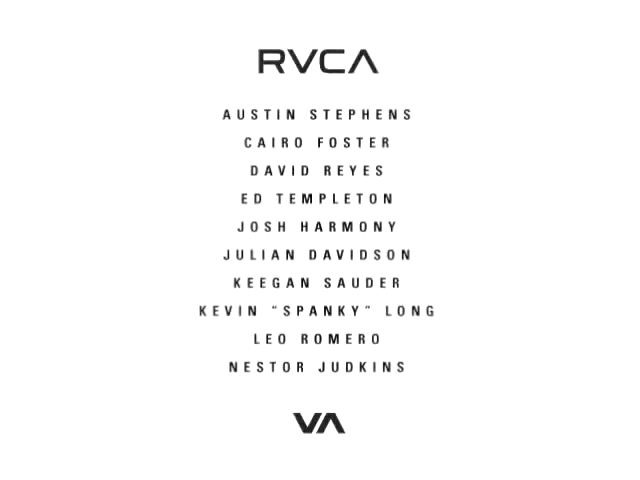 RVCA
AUSTIN STEPHENS
CAIRO FOSTER
DAVID REYES
ED TEMPLETON
JOSH HARMONY
JULIAN DAVIDSON
KEEGAN SAUDER
KEVIN "SPANKY" LONG
LEO ROMERO
NESTOR JUDKINS
VA